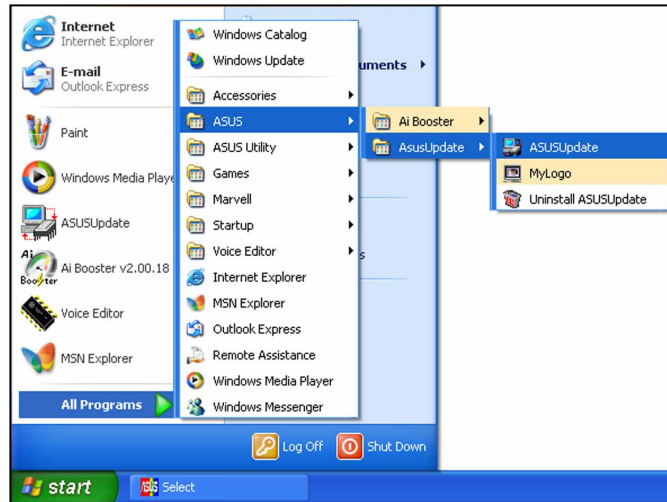 Internet
Internet Explorer
E-mail
Outlook Express
Paint
Windows Media Playe
ASUSUpdate
Ai Booster v2.00.18
Voice Editor
MSN Explorer
All Programs
Windows Catalog
Windows Update
Accessories
ASUS
ASUS Utility
Games
Marvell
Startup
Voice Editor
Internet Explorer
MSN Explorer
Outlook Express
Remote Assistance
Windows Media Player
Windows Messenger
uments
s
Ai Booster
AsusUpdate
ASUSUpdate
MyLogo
Uninstall ASUSUpdate
Log Off
Shut Down
start
Select